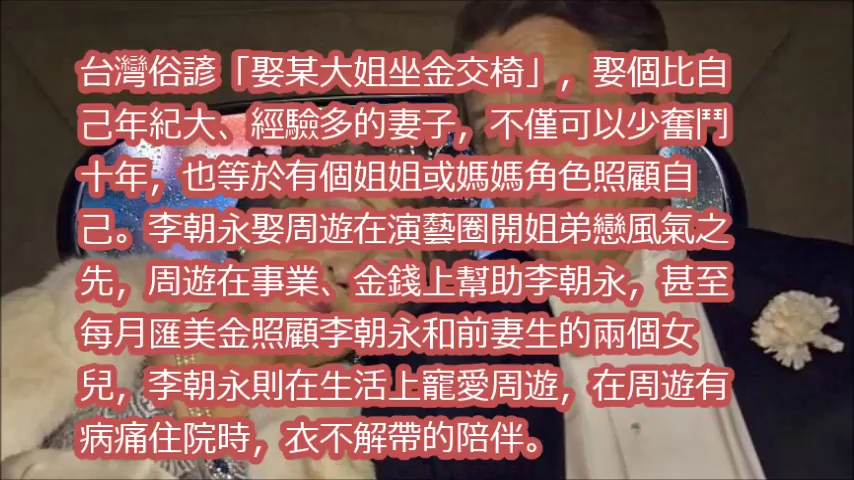 台灣俗諺「娶某大姐坐金交椅」，娶個比自
己年紀大、經驗多的妻子，不僅可以少奮鬥
十年，也等於有個姐姐或媽媽角色照顧自
己。李朝永娶周遊在演藝圈開姐弟戀風氣之
先，周遊在事業、金錢上幫助李朝永，甚至
每月匯美金照顧李朝永和前妻生的兩個女
兒，李朝永則在生活上寵愛周遊，在周遊有
病痛住院時，衣不解帶的陪伴。